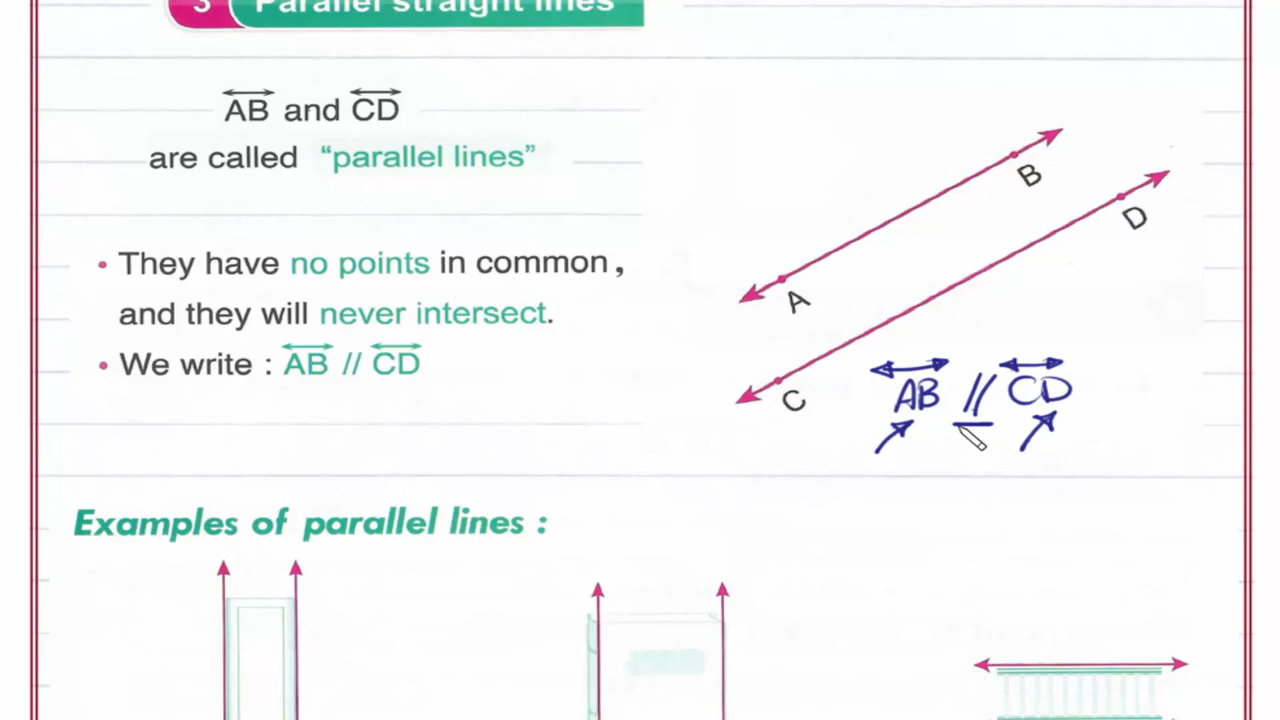 3 Parallel straight lines
AB and CD
are called "parallel lines"
• They have no points in common,
and they will never intersect.
• We write : AB // CD
B
D
A
C
AB // CD
Examples of parallel lines :